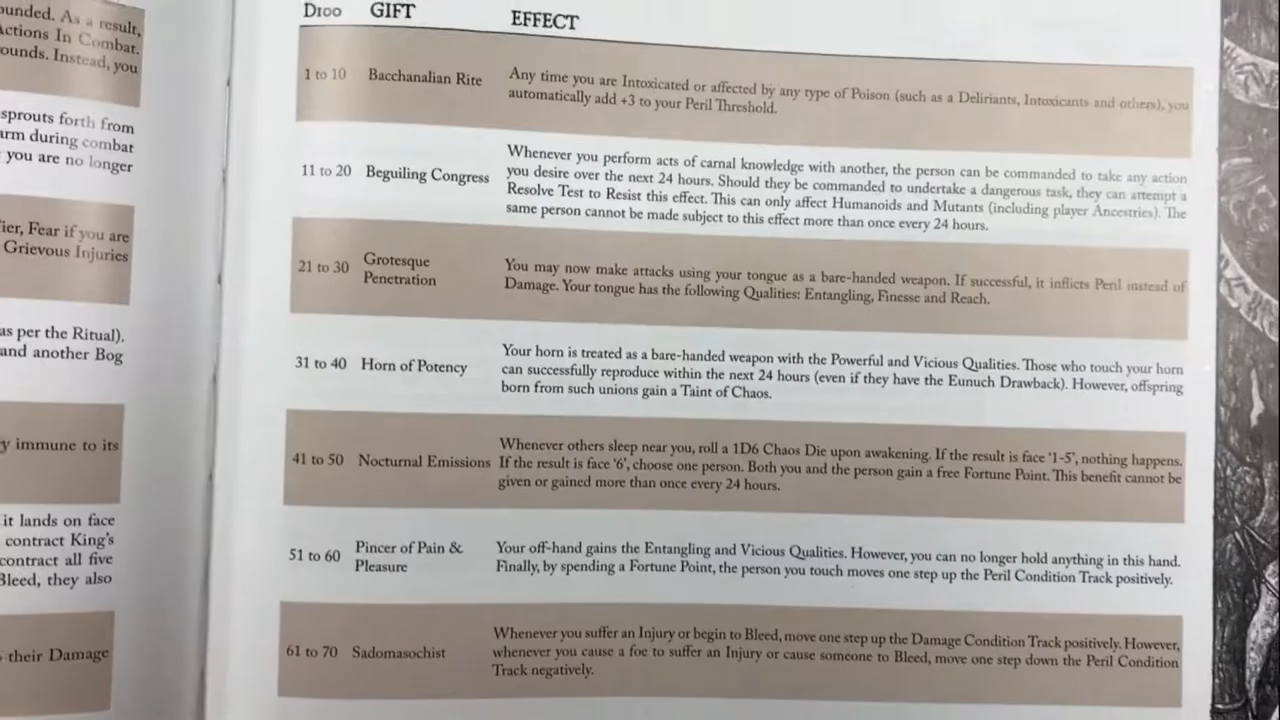 ounded. As a result,
Actions In Combat.
ounds. Instead, you
sprouts forth from
arm during combat
you are no longer
ier, Fear if you are
Grievous Injuries
as per the Ritual).
and another Bog
y immune to its
it lands on face
contract King's
contract all five
Bleed, they also
their Damage
D100 GIFT EFFECT
1 to 10 Bacchanalian Rite
Any time you are Intoxicated or affected by any type of Poison (such as a Deliriants, Intoxicants and others), you
automatically add +3 to your Peril Threshold.
11 to 20 Beguiling Congress
Whenever you perform acts of carnal knowledge with another, the person can be commanded to take any action
you desire over the next 24 hours. Should they be commanded to undertake a dangerous task, they can attempt a
Resolve Test to Resist this effect. This can only affect Humanoids and Mutants (including player Ancestries). The
same person cannot be made subject to this effect more than once every 24 hours.
21 to 30 Grotesque
Penetration
You may now make attacks using your tongue as a bare-handed weapon. If successful, it inflicts Peril instead of
Damage. Your tongue has the following Qualities: Entangling, Finesse and Reach.
31 to 40 Horn of Potency
Your horn is treated as a bare-handed weapon with the Powerful and Vicious Qualities. Those who touch your horn
can successfully reproduce within the next 24 hours (even if they have the Eunuch Drawback). However, offspring
born from such unions gain a Taint of Chaos.
41 to 50 Nocturnal Emissions
Whenever others sleep near you, roll a 1D6 Chaos Die upon awakening. If the result is face '1-5', nothing happens.
If the result is face '6', choose one person. Both you and the person gain a free Fortune Point. This benefit cannot be
given or gained more than once every 24 hours.
51 to 60 Pincer of Pain &
Pleasure
Your off-hand gains the Entangling and Vicious Qualities. However, you can no longer hold anything in this hand.
Finally, by spending a Fortune Point, the person you touch moves one step up the Peril Condition Track positively.
61 to 70 Sadomasochist
Whenever you suffer an Injury or begin to Bleed, move one step up the Damage Condition Track positively. However,
whenever you cause a foe to suffer an Injury or cause someone to Bleed, move one step down the Peril Condition
Track negatively.